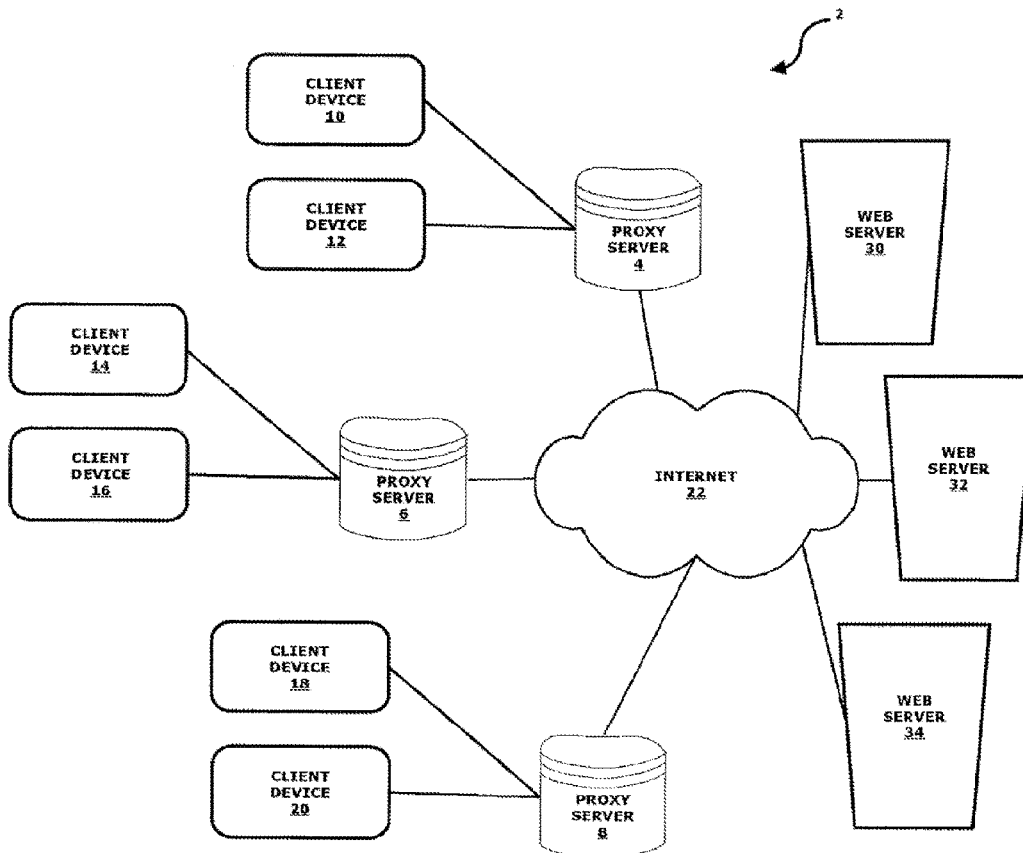 2
CLIENT
DEVICE
10
CLIENT
DEVICE
12
PROXY
SERVER
4
WEB
SERVER
30
CLIENT
DEVICE
14
CLIENT
DEVICE
16
PROXY
SERVER
6
INTERNET
22
WEB
SERVER
32
CLIENT
DEVICE
18
CLIENT
DEVICE
20
PROXY
SERVER
8
WEB
SERVER
34